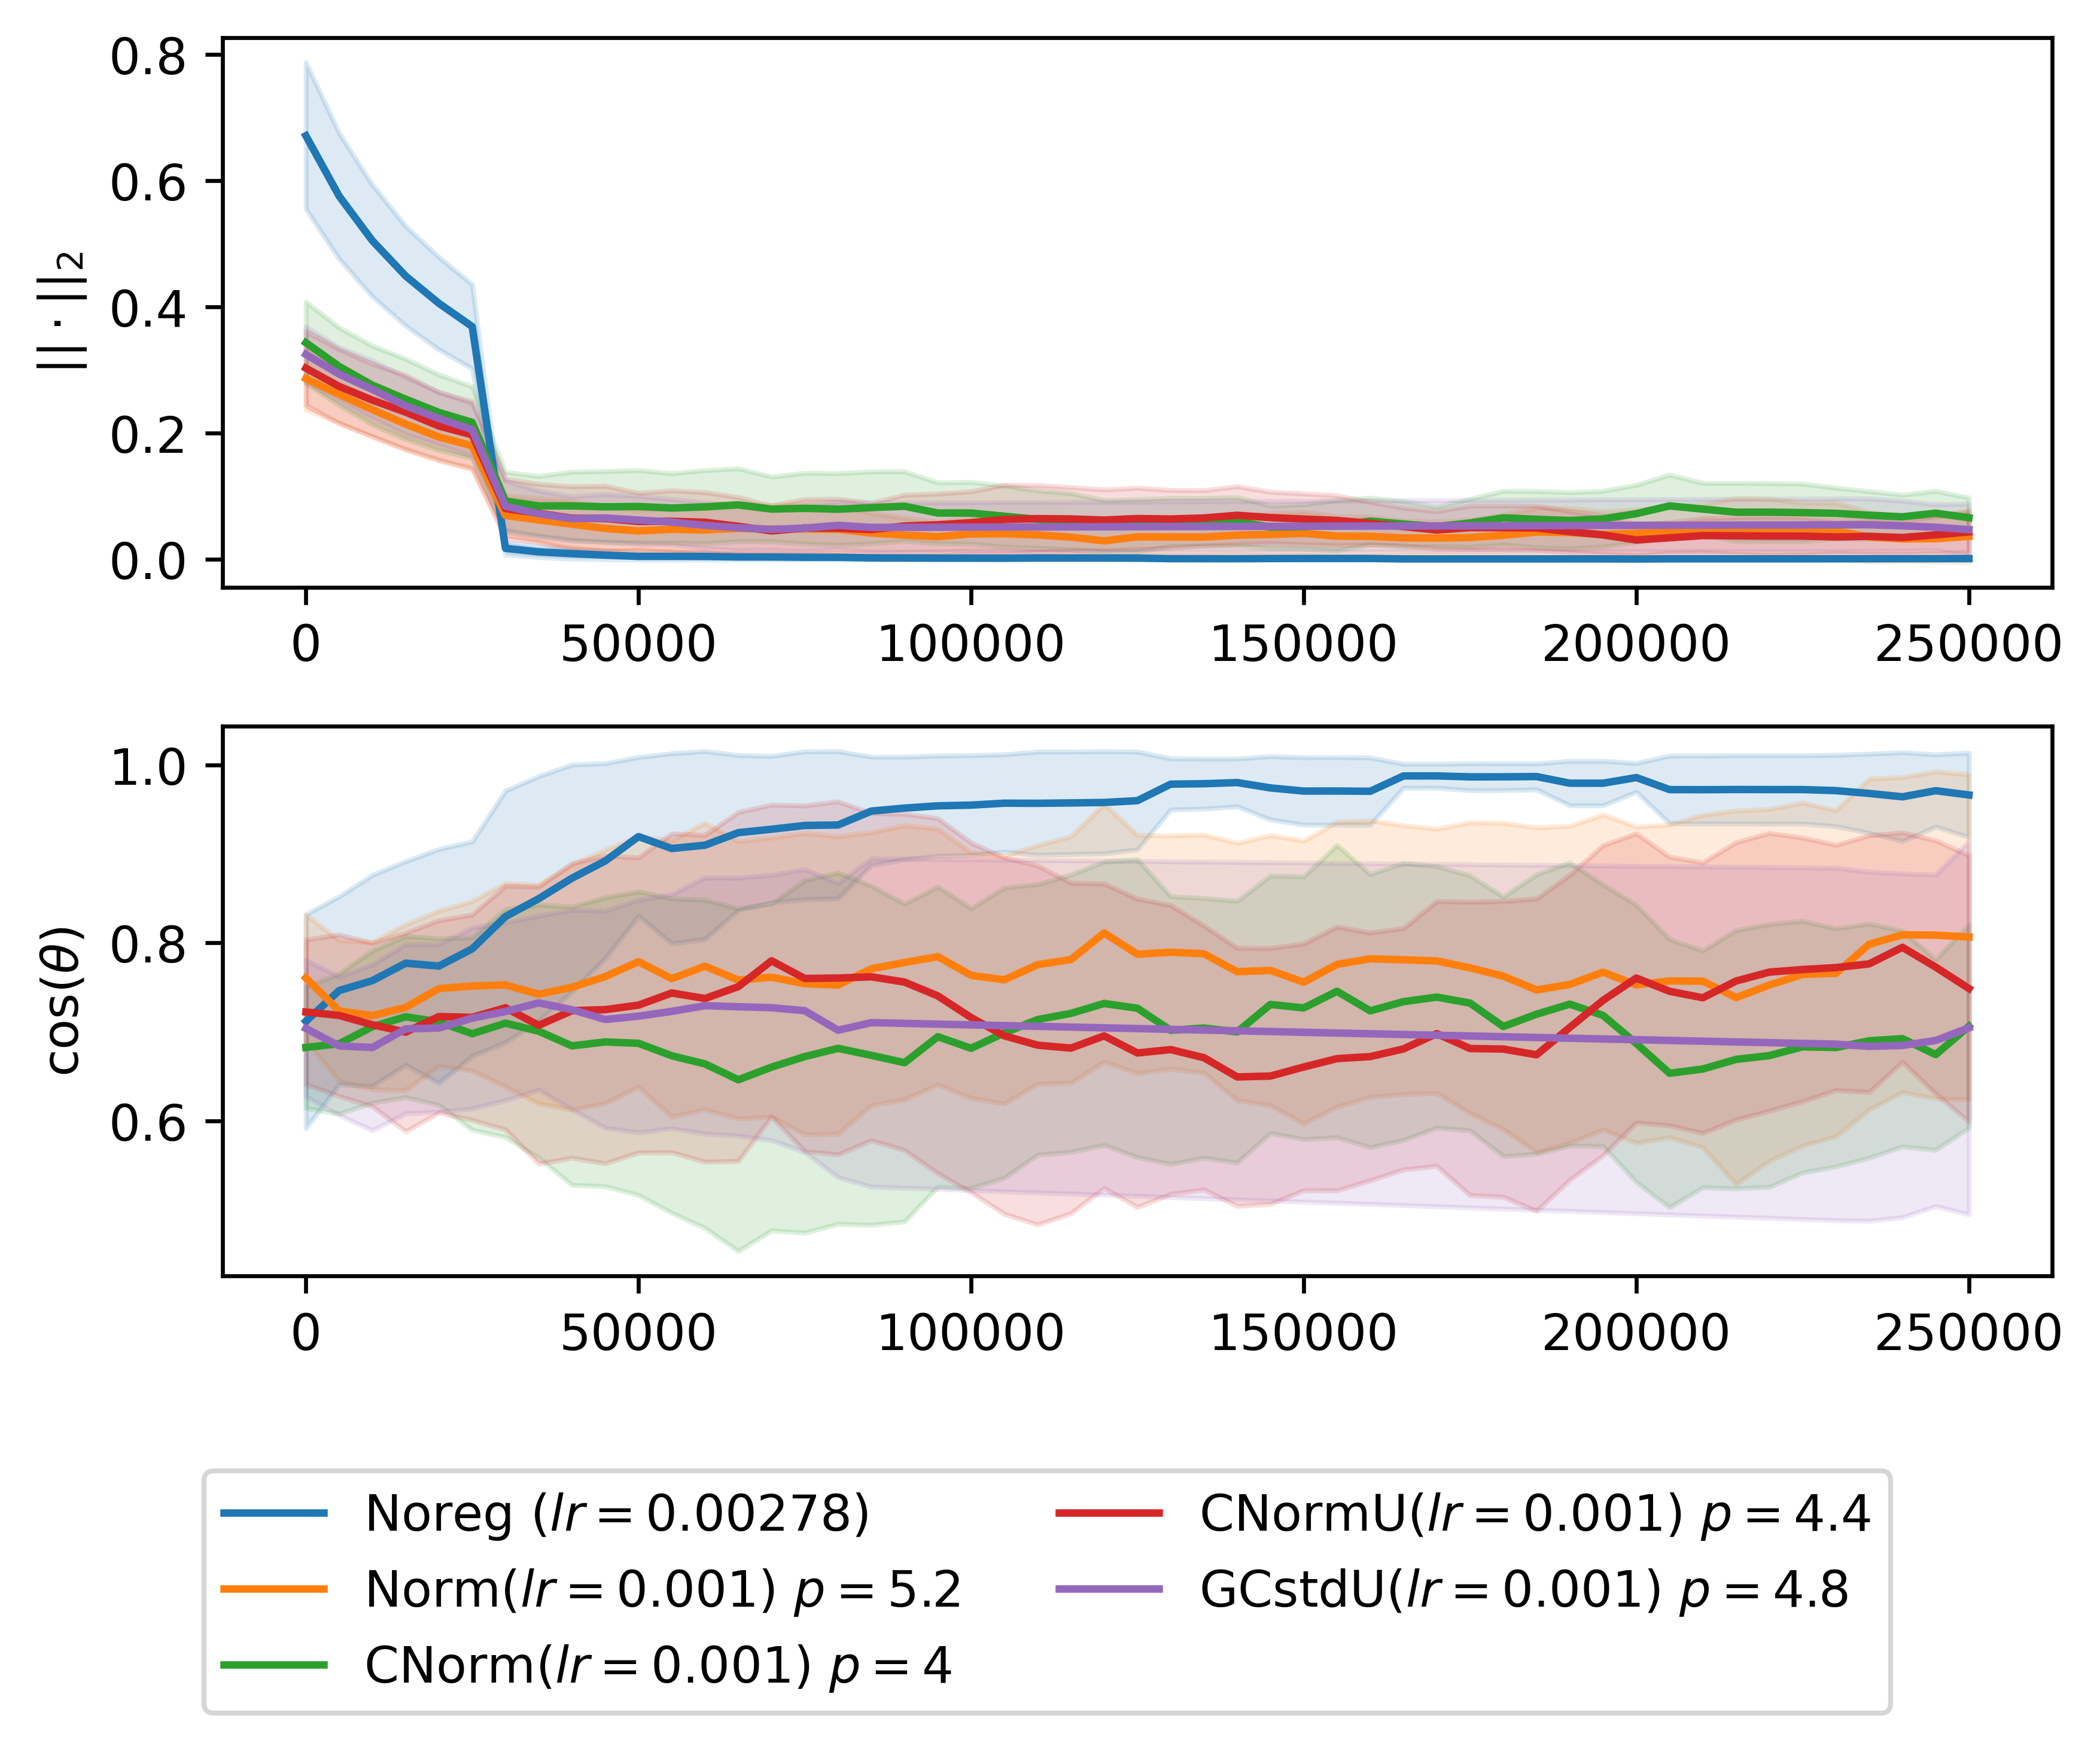 0.8
0.6
0.4
0.2
0.0
|| · ||₂
0 50000 100000 150000 200000 250000
1.0
0.8
0.6
cos(θ)
0 50000 100000 150000 200000 250000
Noreg (lr = 0.00278)
Norm(lr = 0.001) p = 5.2
CNorm(lr = 0.001) p = 4
CNormU(lr = 0.001) p = 4.4
GCstdU(lr = 0.001) p = 4.8